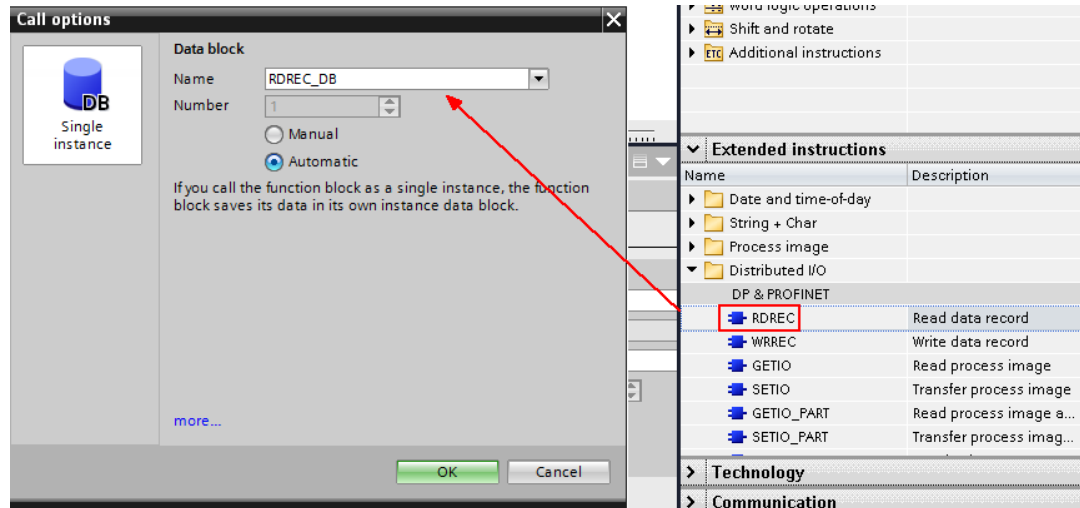 Call options
DB
Single
instance
Data block
Name RDREC_DB
Number 1
Manual
Automatic
If you call the function block as a single instance, the function
block saves its data in its own instance data block.
more...
OK Cancel
word logic operations
Shift and rotate
ETC Additional instructions
Extended instructions
Name Description
Date and time-of-day
String + Char
Process image
Distributed I/O
DP & PROFINET
RDREC Read data record
WRREC Write data record
GETIO Read process image
SETIO Transfer process image
GETIO_PART Read process image a...
SETIO_PART Transfer process imag...
Technology
Communication